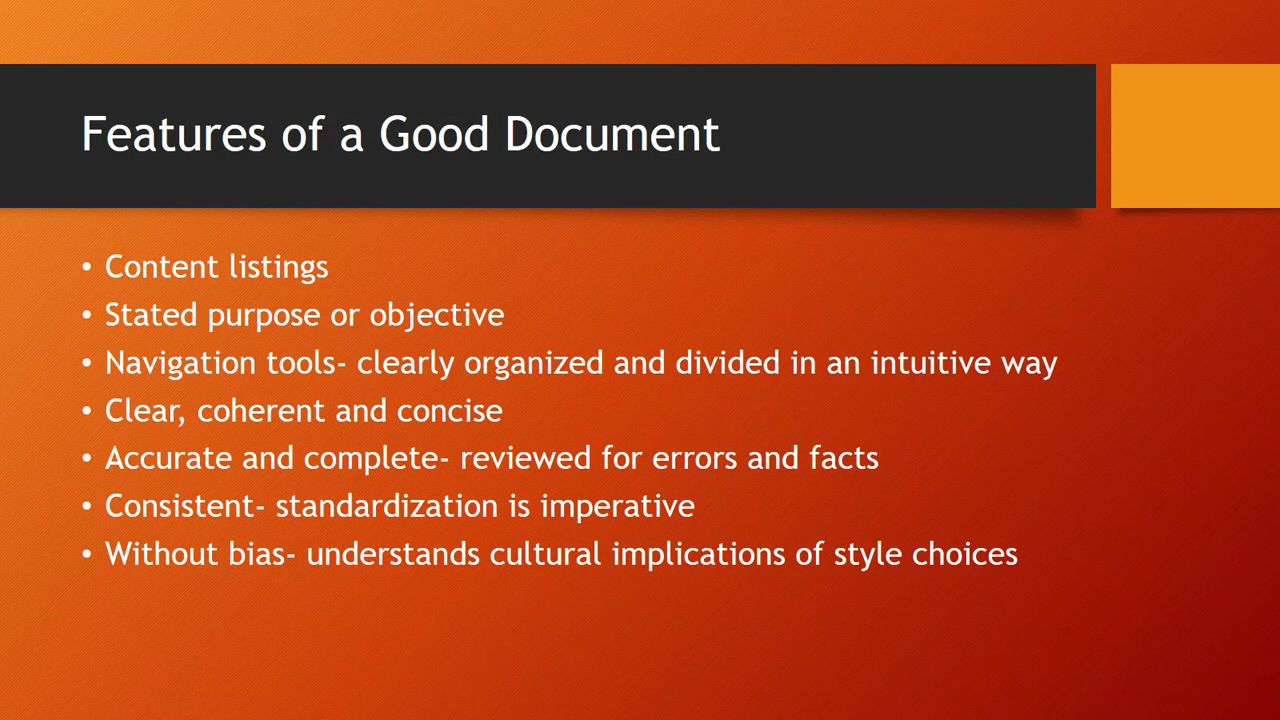 Features of a Good Document
• Content listings
• Stated purpose or objective
• Navigation tools- clearly organized and divided in an intuitive way
• Clear, coherent and concise
• Accurate and complete- reviewed for errors and facts
• Consistent- standardization is imperative
• Without bias- understands cultural implications of style choices